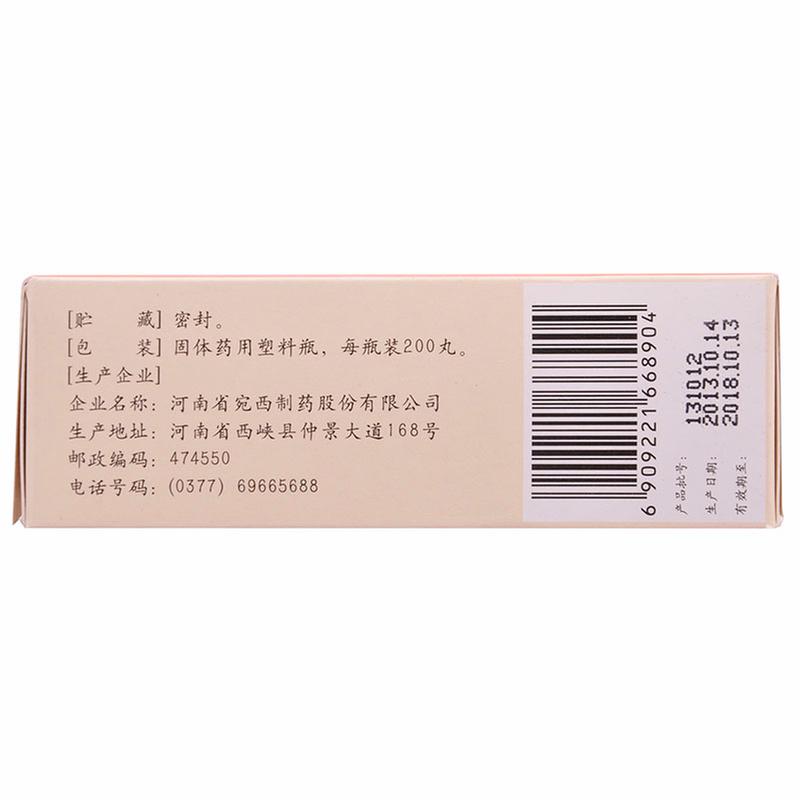 [贮　　藏] 密封。
[包　　装] 固体药用塑料瓶，每瓶装200丸。
[生产企业]
企业名称：河南省宛西制药股份有限公司
生产地址：河南省西峡县仲景大道168号
邮政编码：474550
电话号码：(0377) 69665688
6 909221 668904
产品批号：131012
生产日期：2013.10.14
有效期至：2018.10.13